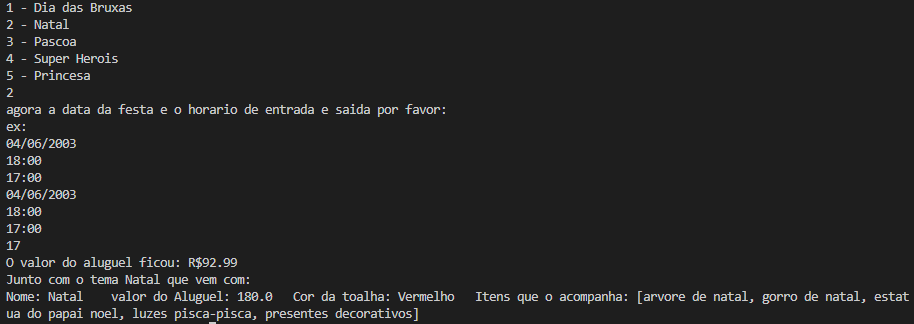 1 - Dia das Bruxas
2 - Natal
3 - Pascoa
4 - Super Herois
5 - Princesa
2
agora a data da festa e o horario de entrada e saida por favor:
ex:
04/06/2003
18:00
17:00
04/06/2003
18:00
17:00
17
O valor do aluguel ficou: R$92.99
Junto com o tema Natal que vem com:
Nome: Natal    valor do Aluguel: 180.0   Cor da toalha: Vermelho   Itens que o acompanha: [arvore de natal, gorro de natal, estat
ua do papai noel, luzes pisca-pisca, presentes decorativos]